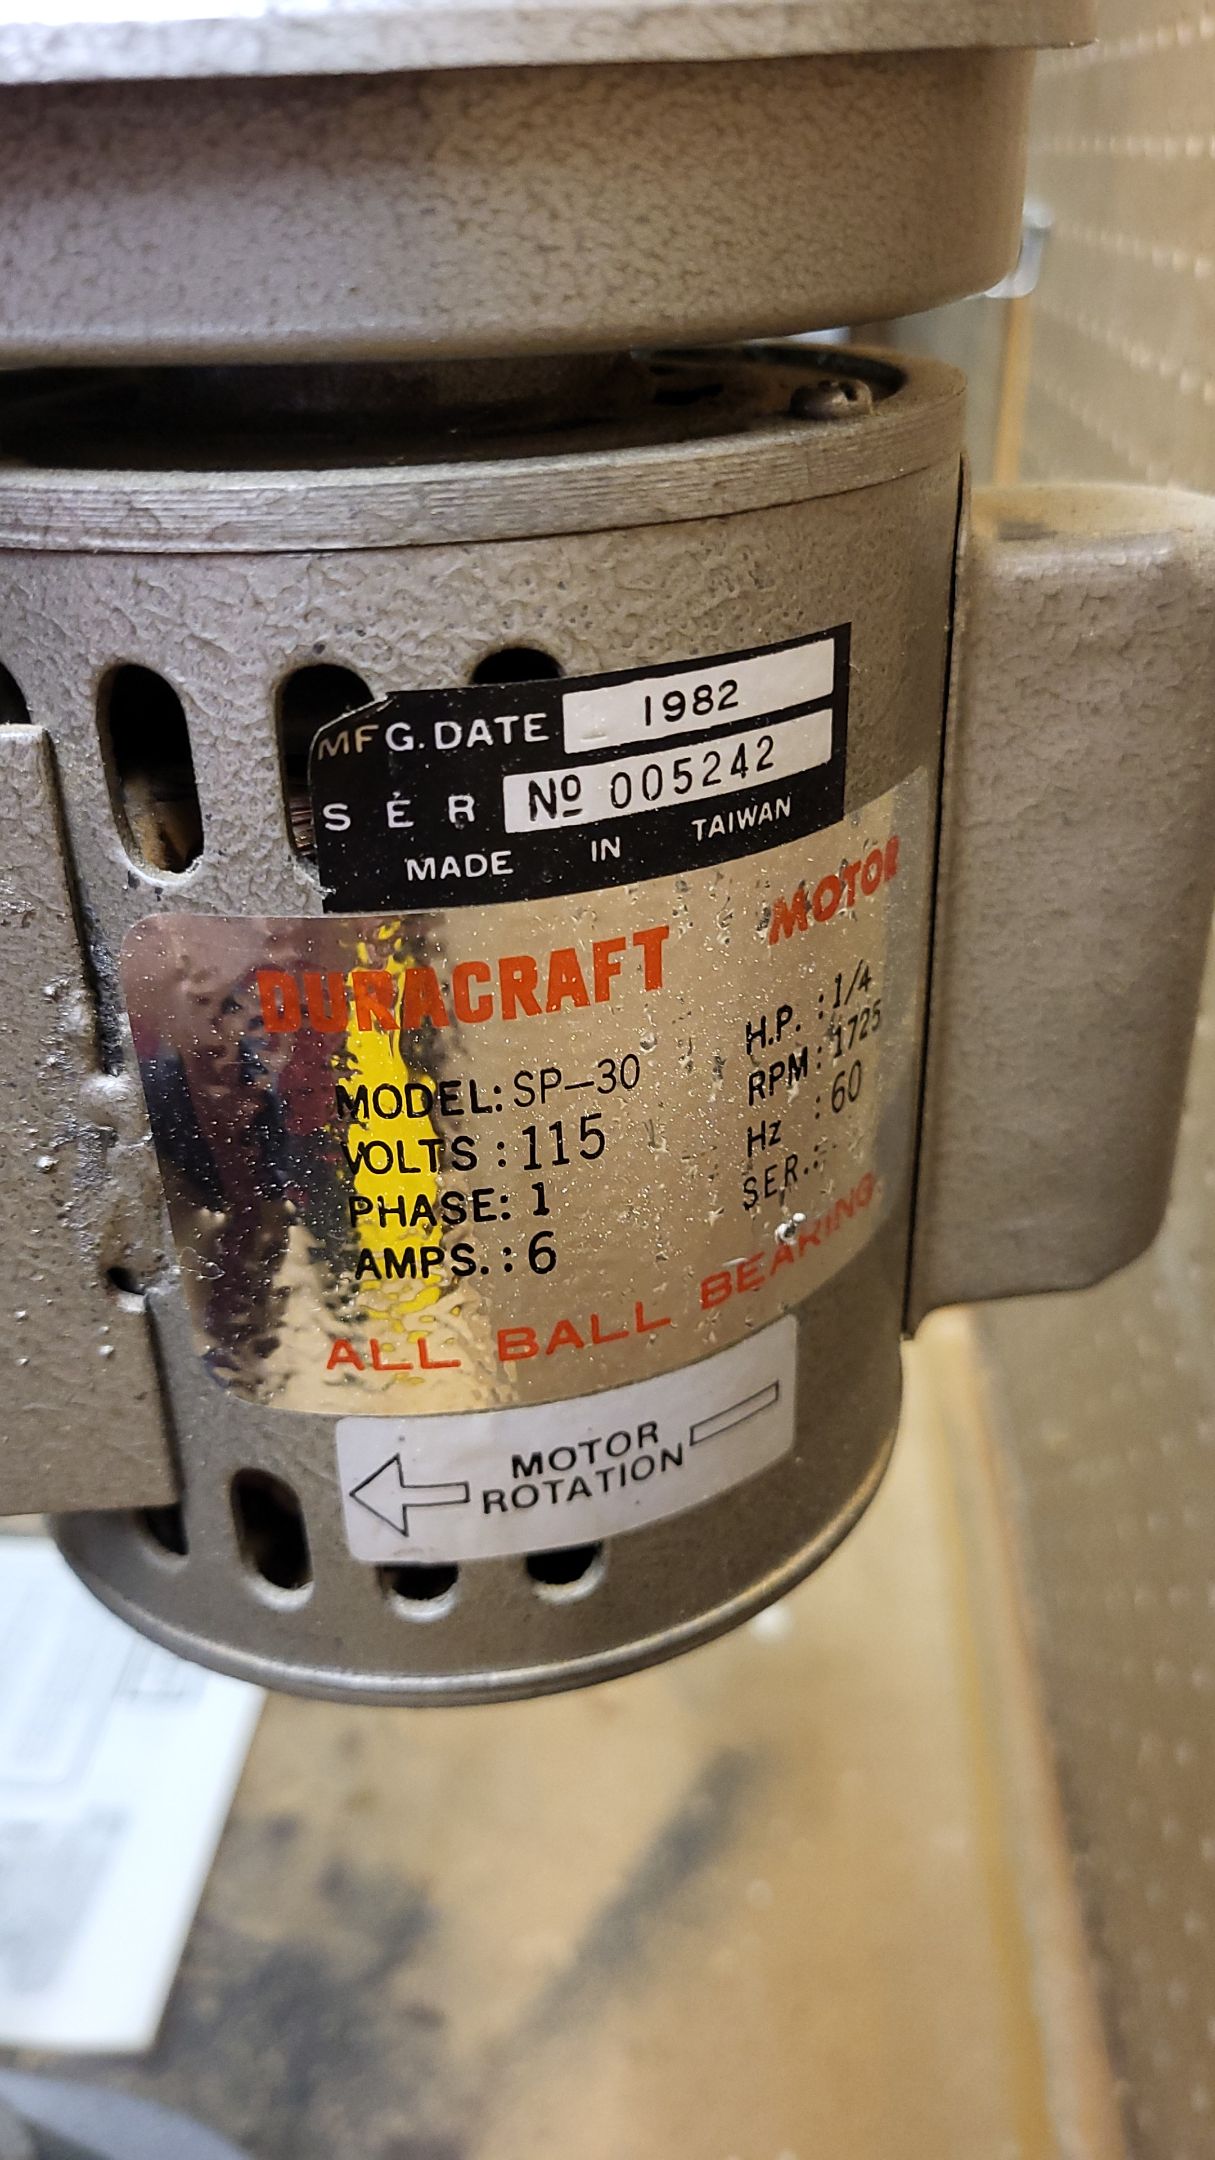 MFG. DATE 1982
SER Nº 005242
MADE IN TAIWAN
DURACRAFT MOTOR
MODEL: SP-30 H.P. : 1/4
VOLTS : 115 RPM : 1725
PHASE: 1 Hz : 60
AMPS. : 6 SER. :
ALL BALL BEARING
MOTOR
ROTATION